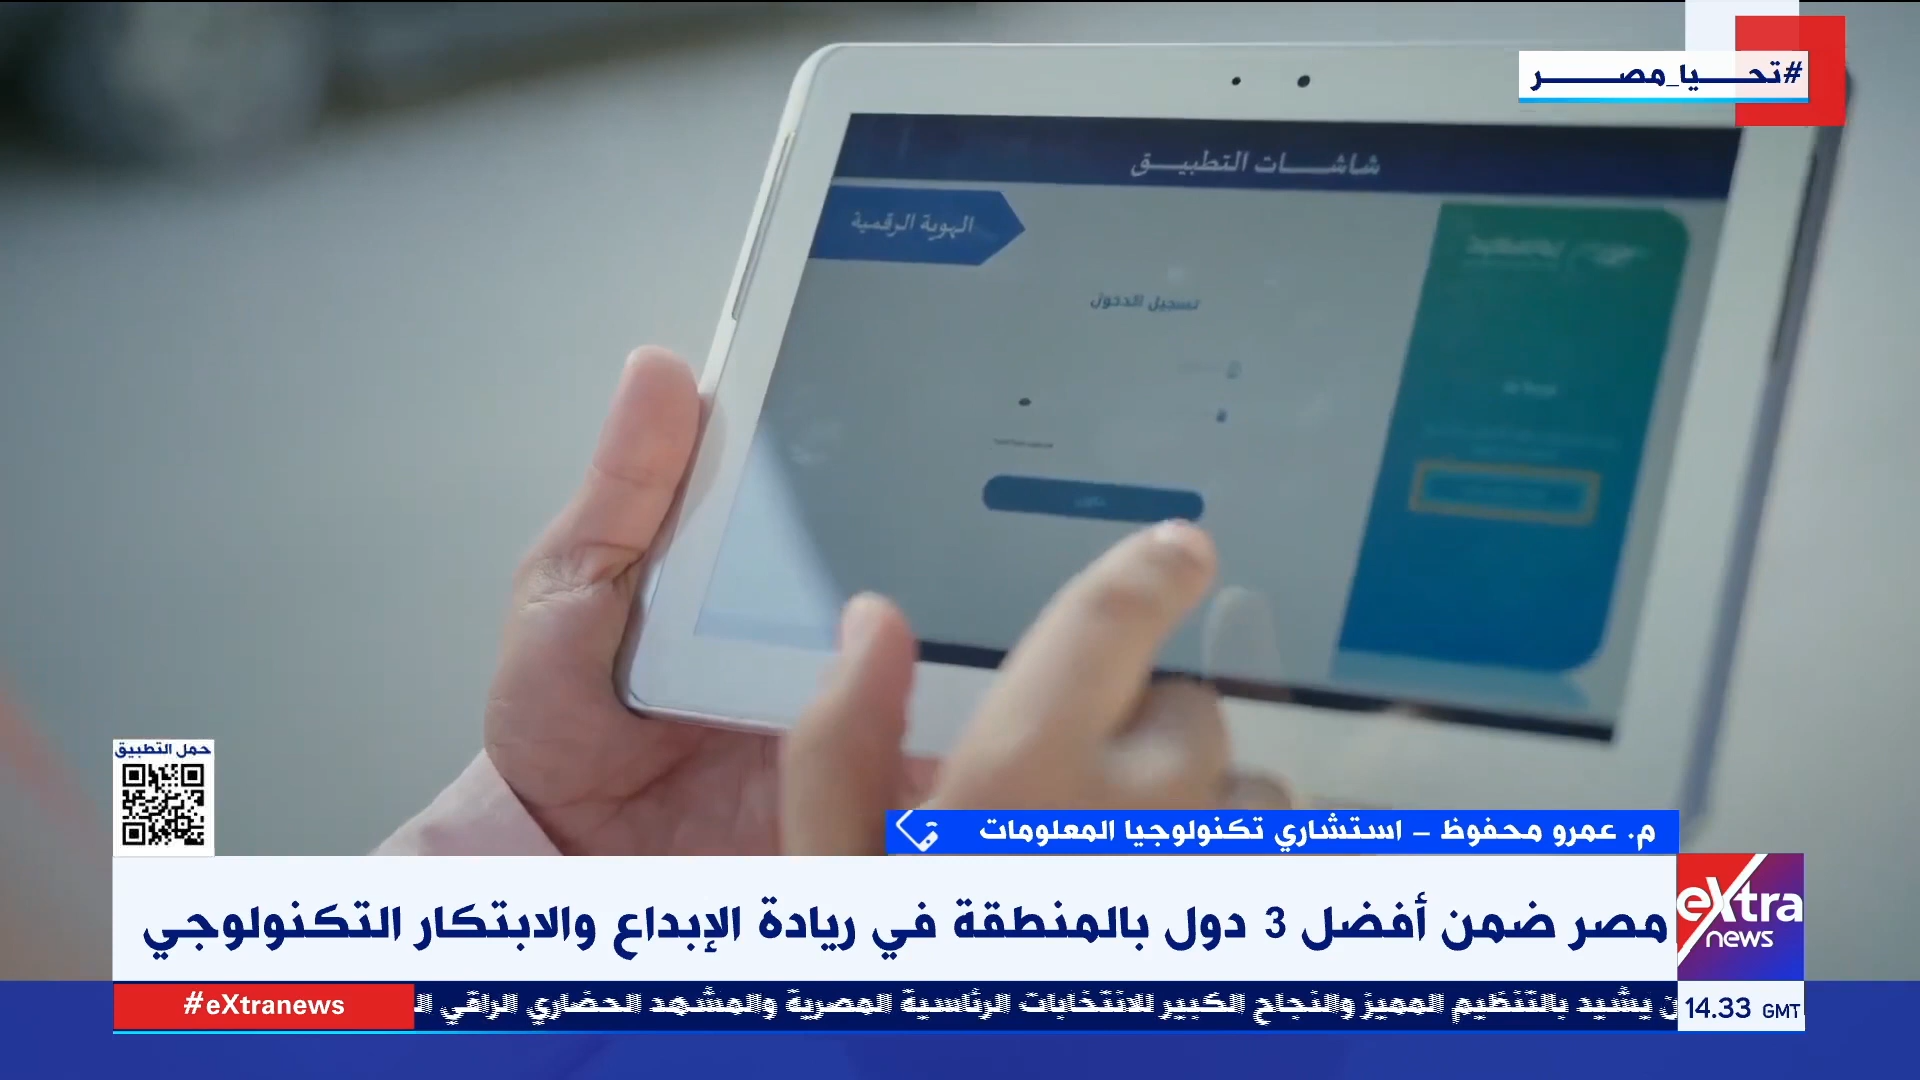 #تحيا_مصر
شاشات التطبيق
الهوية الرقمية
تسجيل الدخول
حمل التطبيق
م. عمرو محفوظ – استشاري تكنولوجيا المعلومات
مصر ضمن أفضل 3 دول بالمنطقة في ريادة الإبداع والابتكار التكنولوجي
eXtra
news
ن يشيد بالتنظيم المميز والنجاح الكبير للانتخابات الرئاسية المصرية والمشهد الحضاري الراقي ال
#eXtranews
14.33 GMT